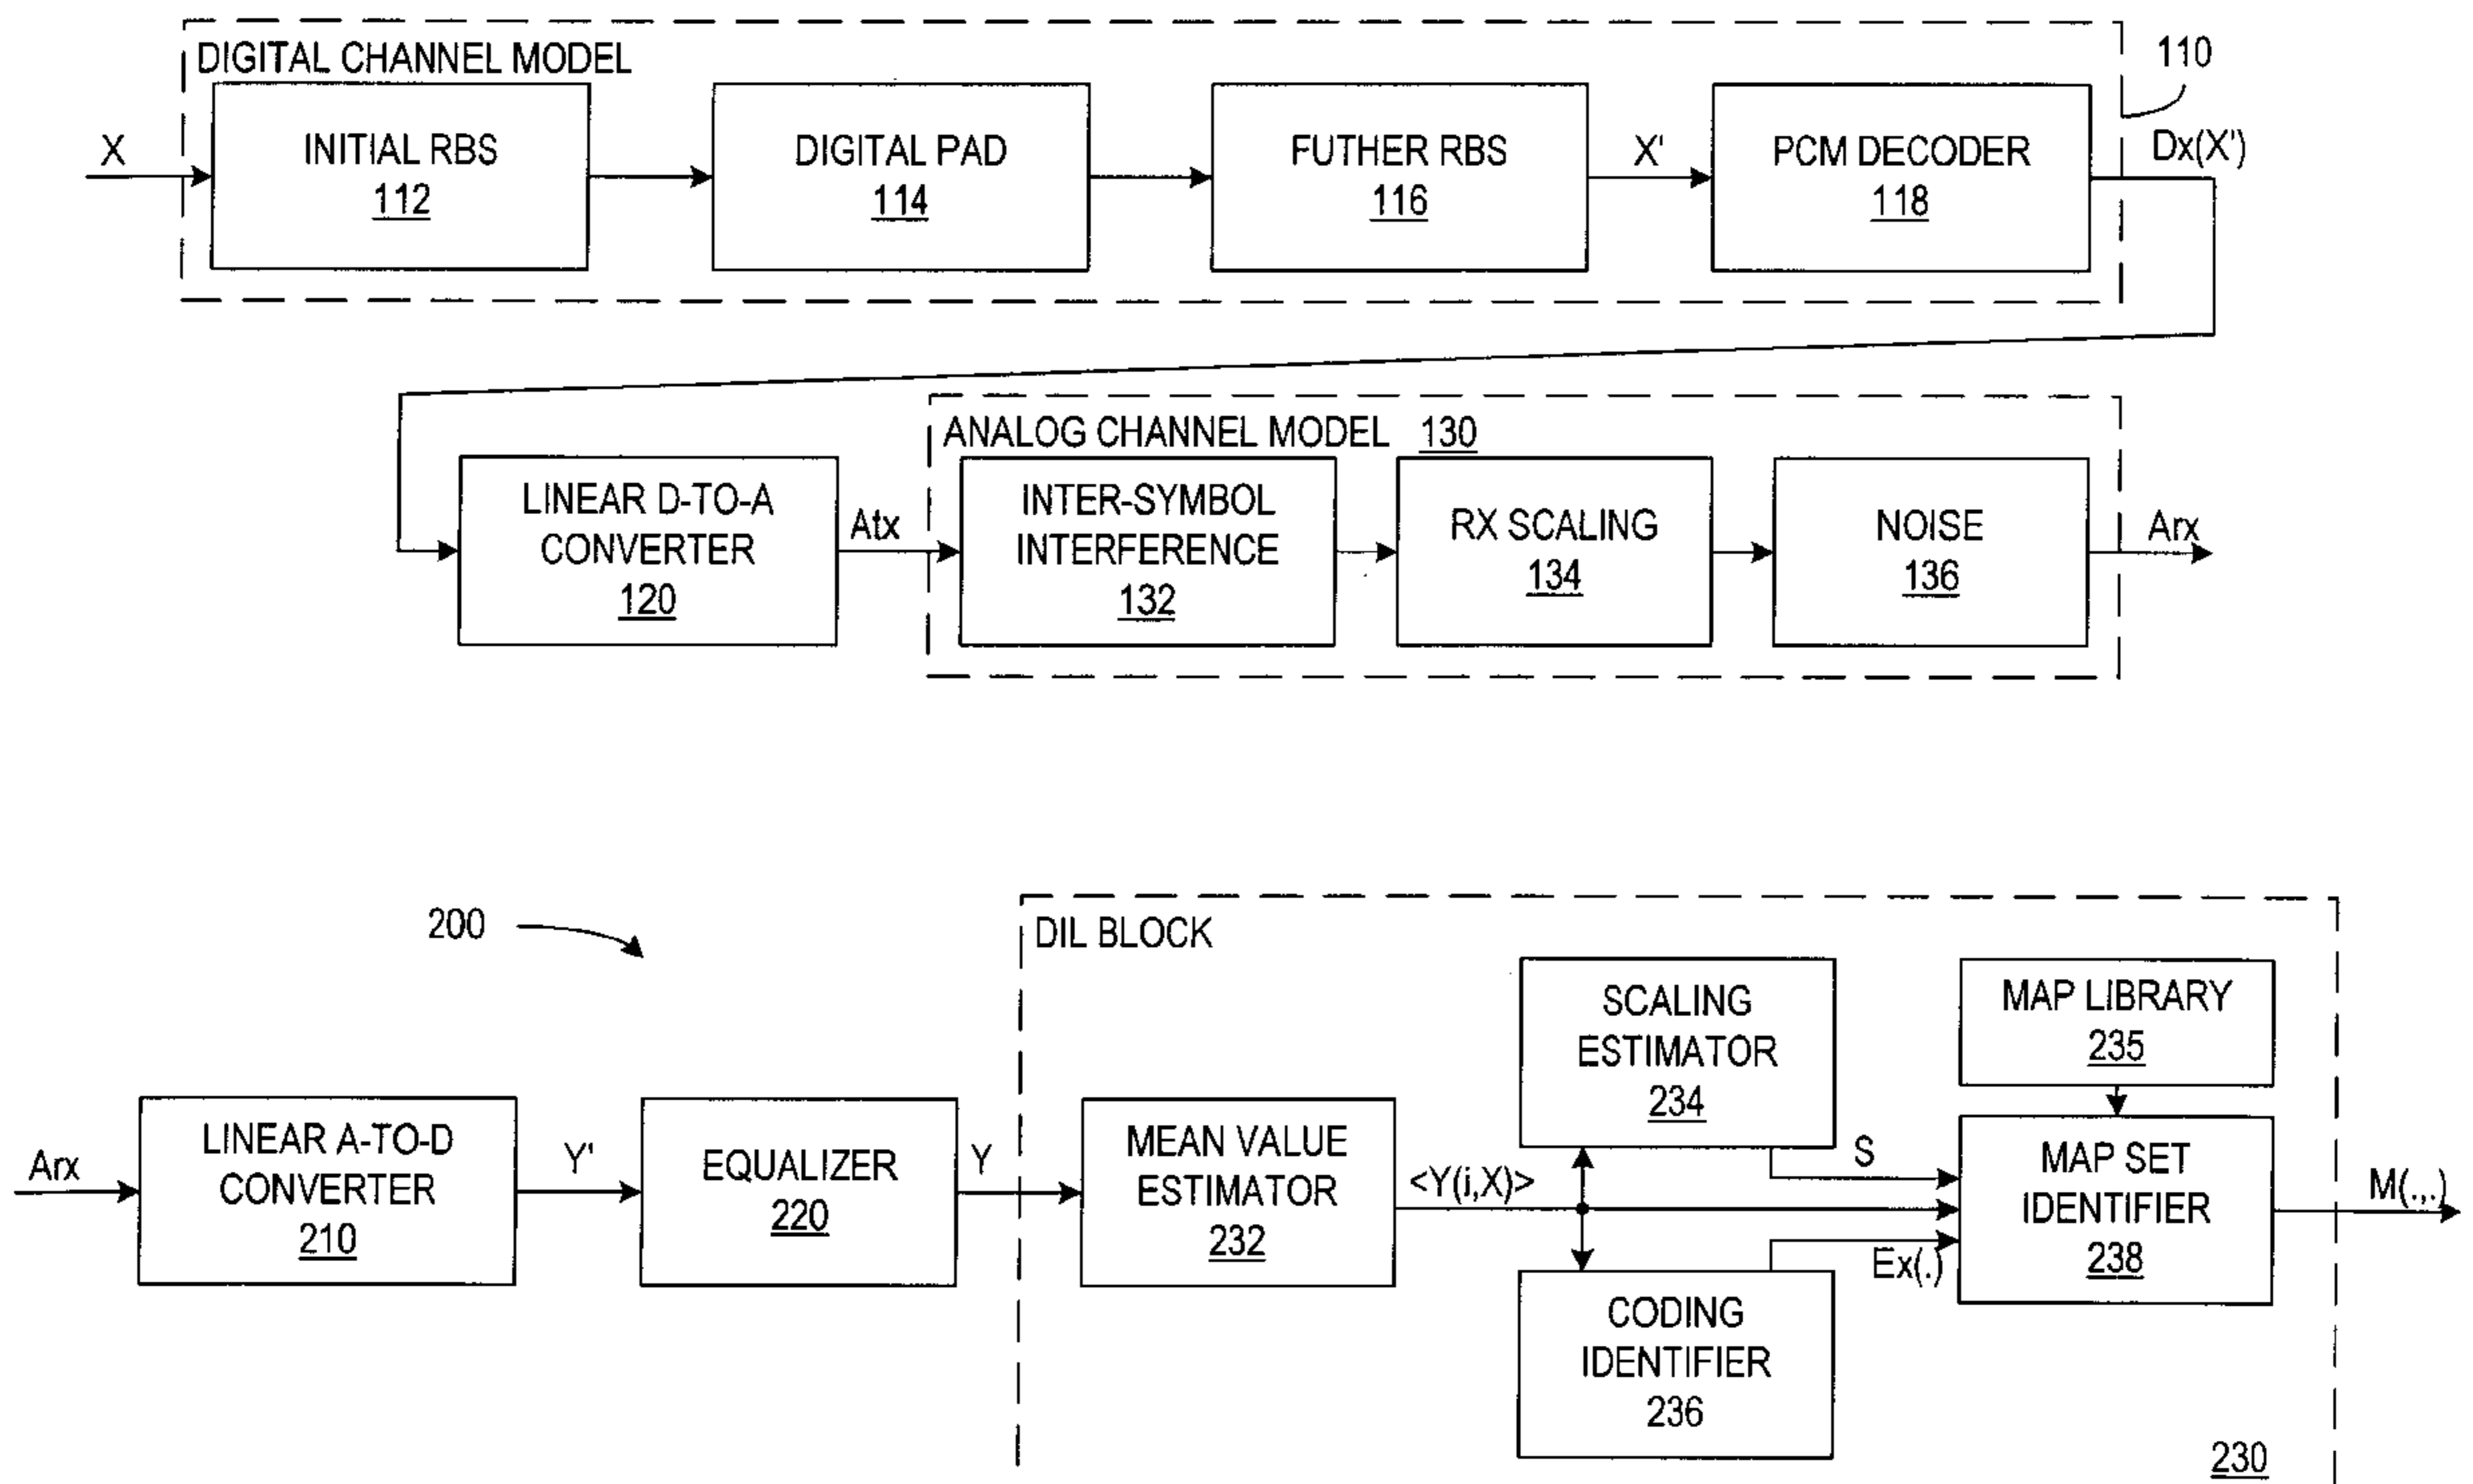 DIGITAL CHANNEL MODEL
110
X
INITIAL RBS
112
DIGITAL PAD
114
FUTHER RBS
116
X'
PCM DECODER
118
Dx(X')
LINEAR D-TO-A
CONVERTER
120
Atx
ANALOG CHANNEL MODEL 130
INTER-SYMBOL
INTERFERENCE
132
RX SCALING
134
NOISE
136
Arx
200
DIL BLOCK
Arx
LINEAR A-TO-D
CONVERTER
210
Y'
EQUALIZER
220
Y
MEAN VALUE
ESTIMATOR
232
<Y(i,X)>
SCALING
ESTIMATOR
234
S
MAP LIBRARY
235
MAP SET
IDENTIFIER
238
M(.,.)
Ex(.)
CODING
IDENTIFIER
236
230